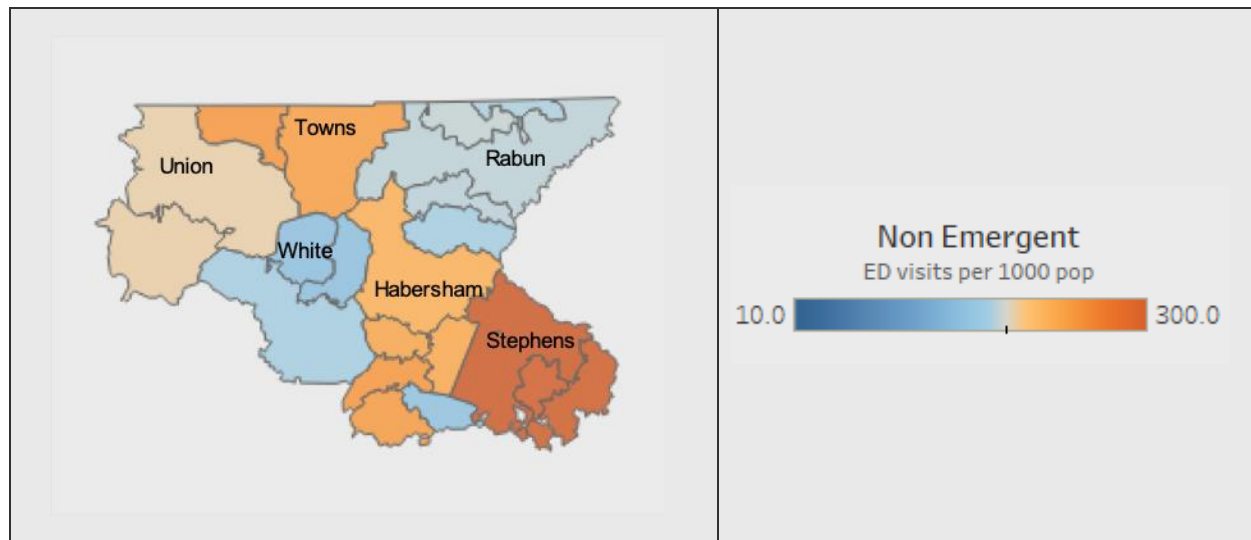 Towns
Union
Rabun
White
Habersham
Stephens
Non Emergent
ED visits per 1000 pop
10.0
300.0